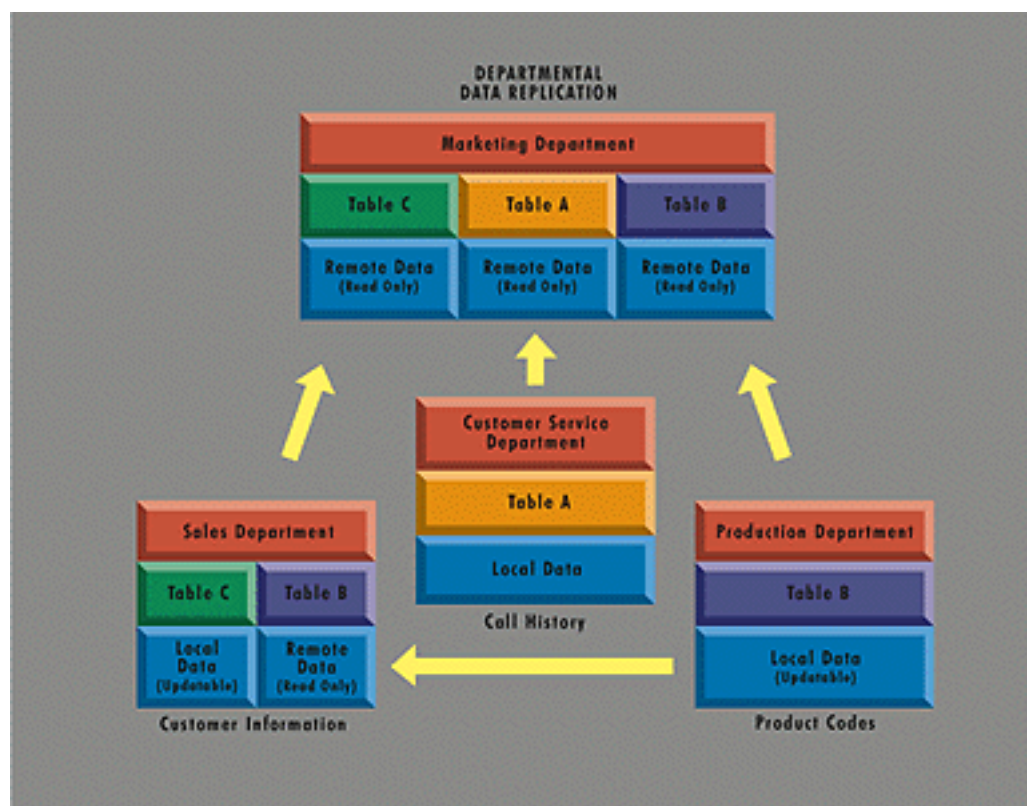 DEPARTMENTAL
DATA REPLICATION
Marketing Department
Table C
Table A
Table B
Remote Data
(Read Only)
Remote Data
(Read Only)
Remote Data
(Read Only)
Customer Service
Department
Table A
Local Data
Call History
Sales Department
Table C
Table B
Local
Data
(Updatable)
Remote
Data
(Read Only)
Customer Information
Production Department
Table B
Local Data
(Updatable)
Product Codes